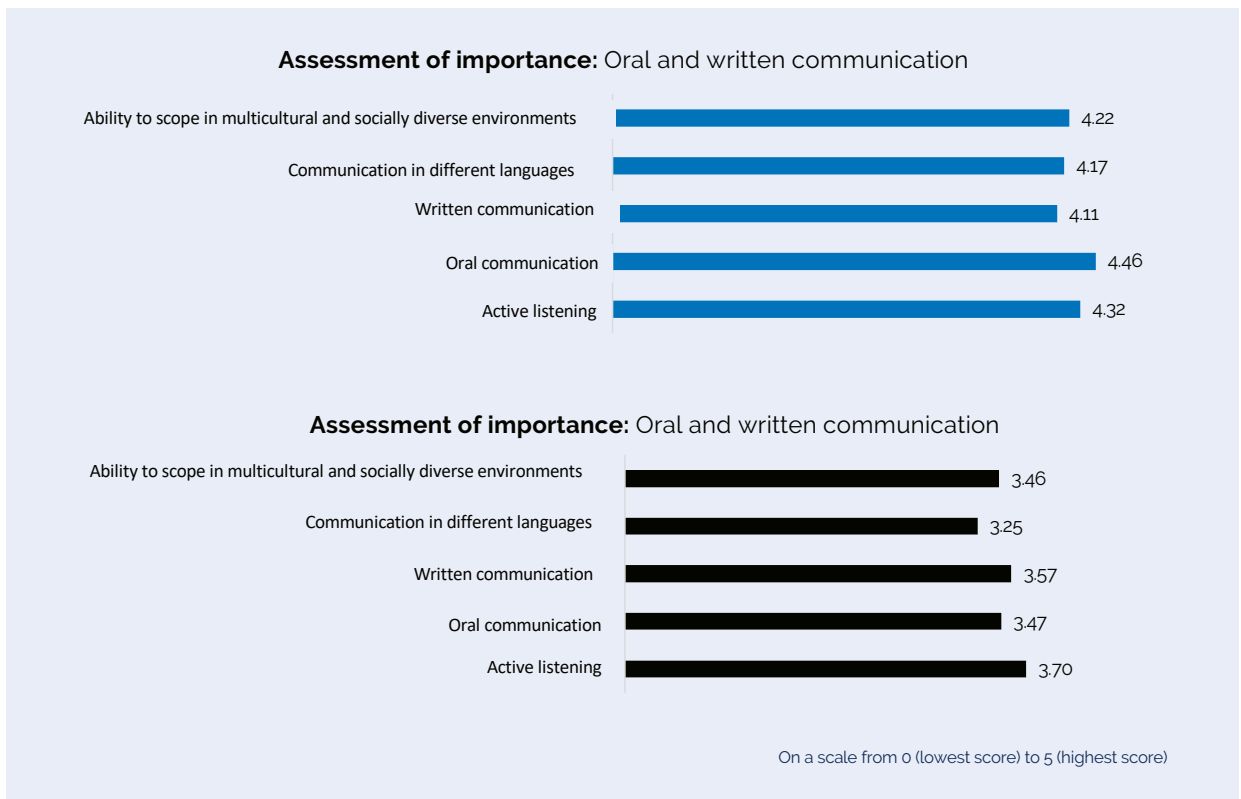 Assessment of importance: Oral and written communication
Ability to scope in multicultural and socially diverse environments 4.22
Communication in different languages 4.17
Written communication 4.11
Oral communication 4.46
Active listening 4.32
Assessment of importance: Oral and written communication
Ability to scope in multicultural and socially diverse environments 3.46
Communication in different languages 3.25
Written communication 3.57
Oral communication 3.47
Active listening 3.70
On a scale from 0 (lowest score) to 5 (highest score)